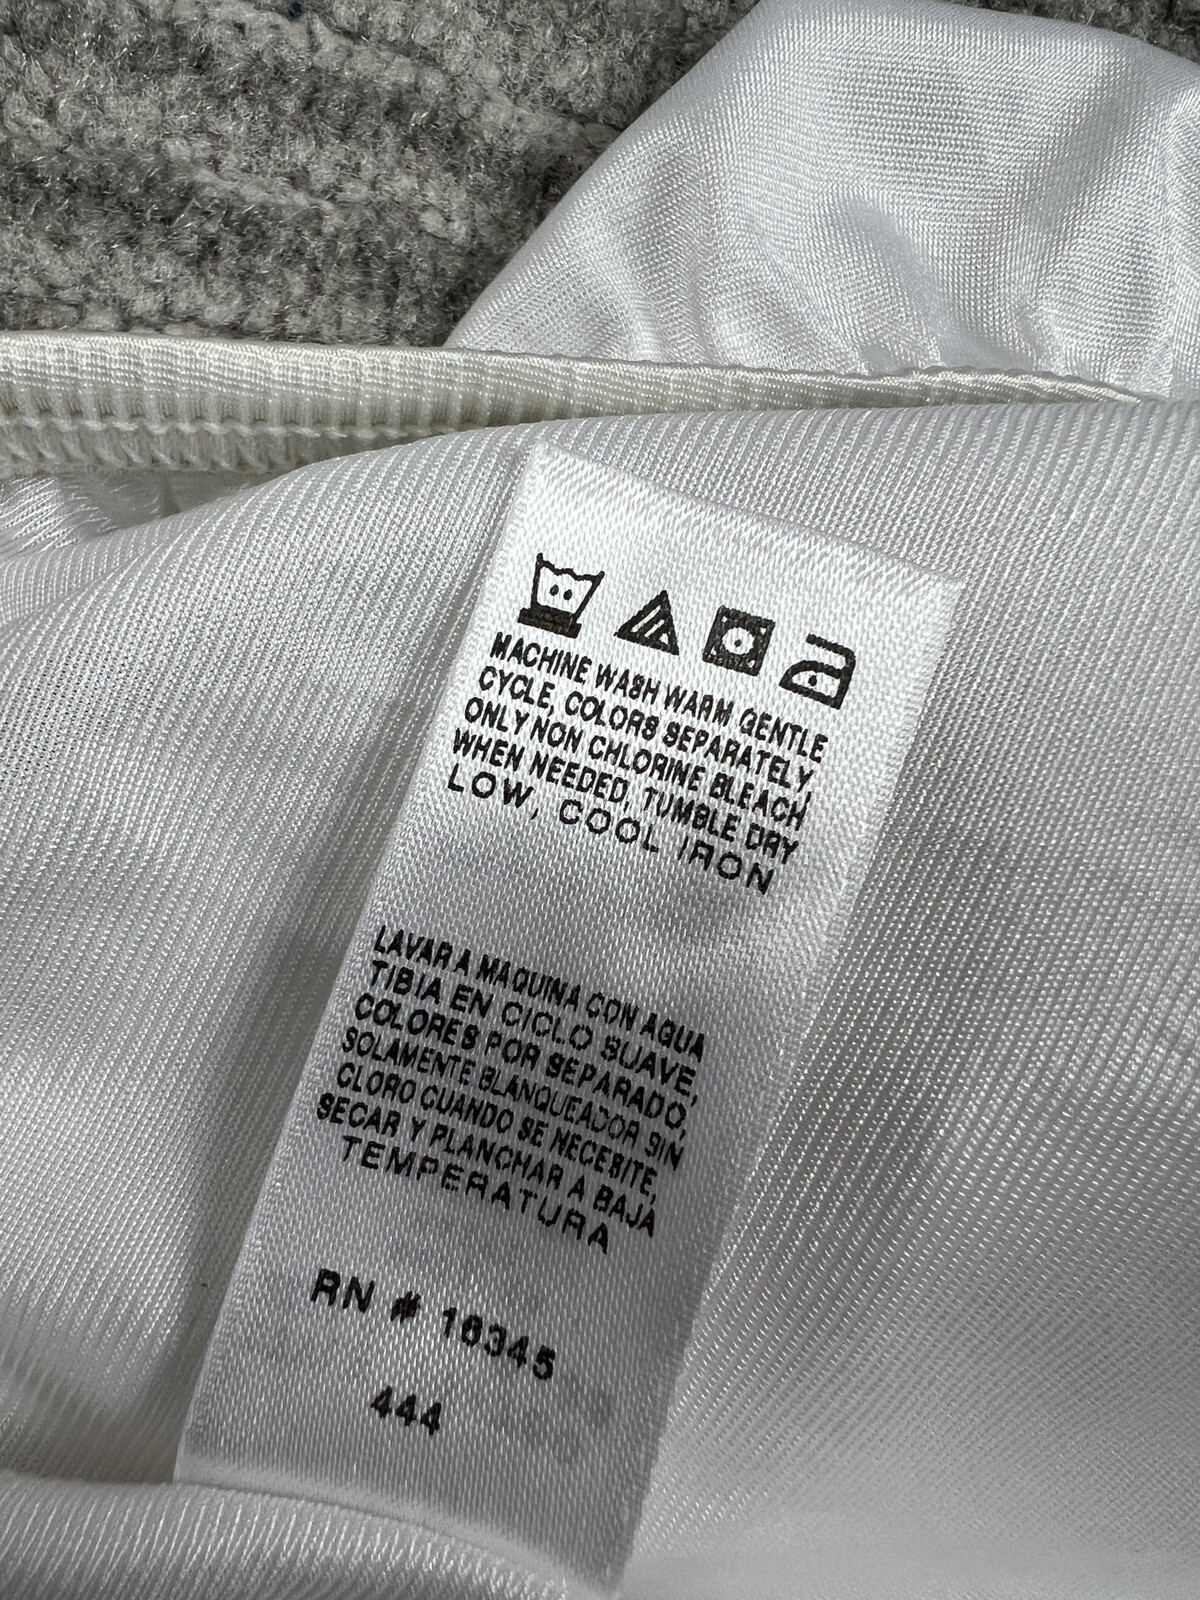 MACHINE WASH WARM GENTLE
CYCLE, COLORS SEPARATELY,
ONLY NON CHLORINE BLEACH
WHEN NEEDED, TUMBLE DRY
LOW, COOL IRON
LAVAR A MAQUINA CON AGUA
TIBIA EN CICLO SUAVE,
COLORES POR SEPARADO,
SOLAMENTE BLANQUEADOR SIN
CLORO CUANDO SE NECESITE,
SECAR Y PLANCHAR A BAJA
TEMPERATURA
RN # 16345
444